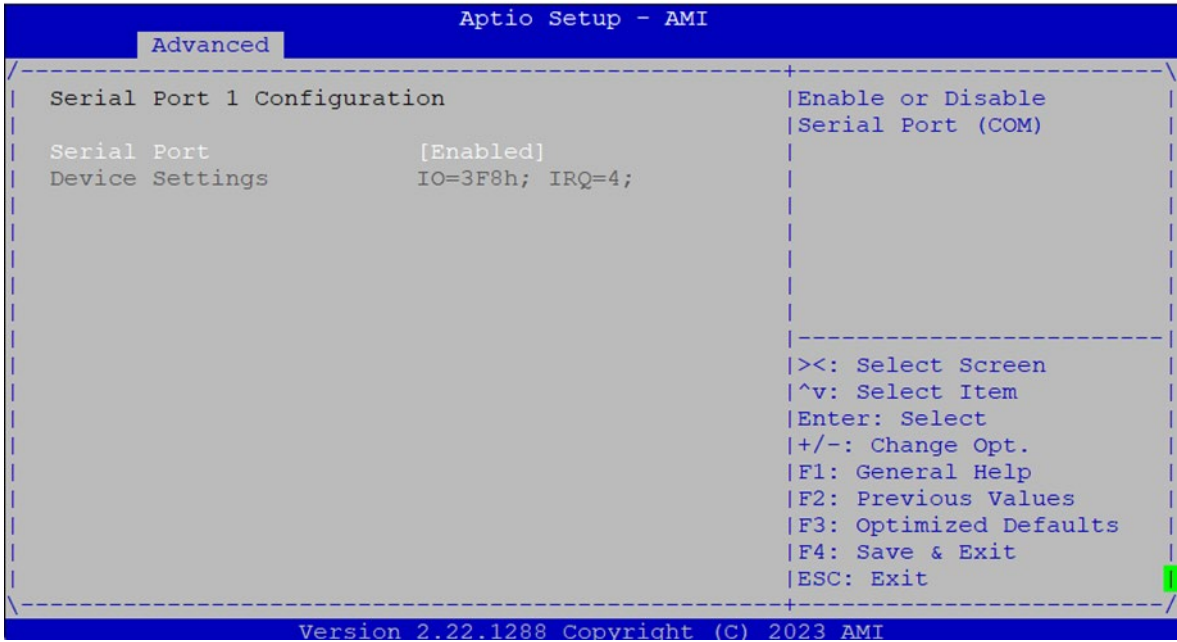 Aptio Setup - AMI
Advanced
Serial Port 1 Configuration
Serial Port [Enabled]
Device Settings IO=3F8h; IRQ=4;
Enable or Disable
Serial Port (COM)
><: Select Screen
^v: Select Item
Enter: Select
+/-: Change Opt.
F1: General Help
F2: Previous Values
F3: Optimized Defaults
F4: Save & Exit
ESC: Exit
Version 2.22.1288 Copyright (C) 2023 AMI